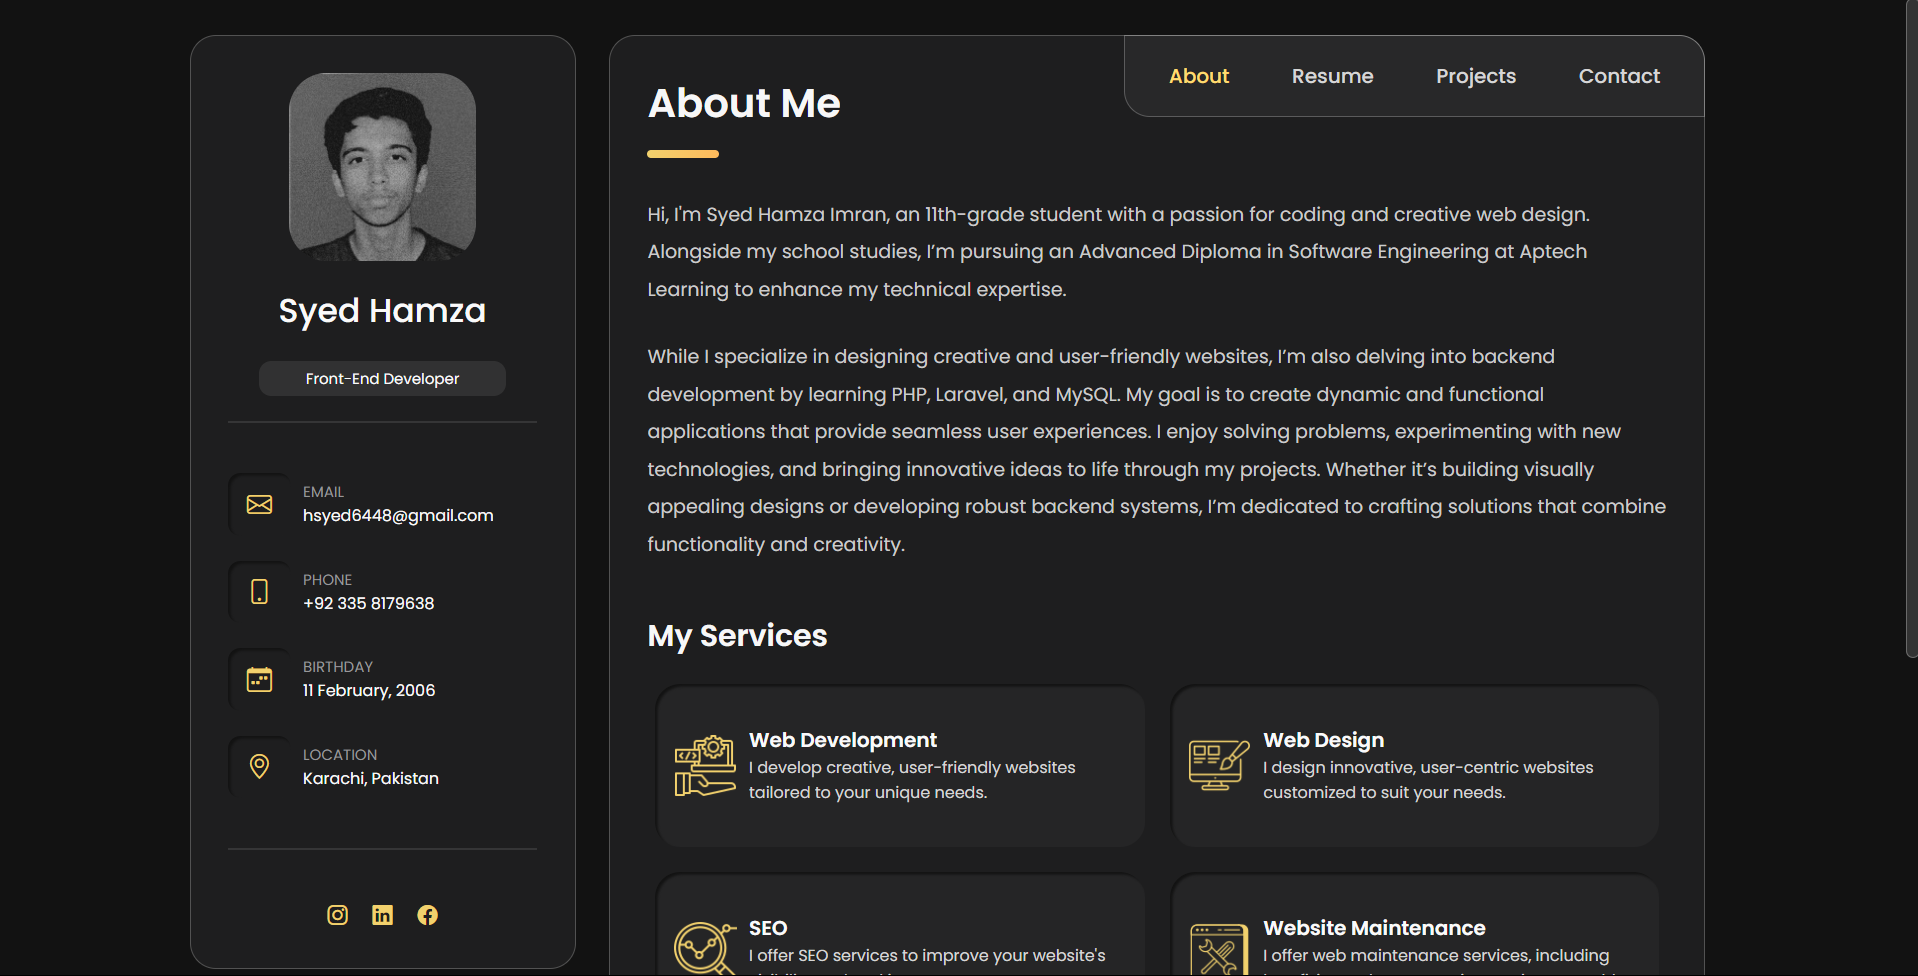 Syed Hamza
Front-End Developer
EMAIL
hsyed6448@gmail.com
PHONE
+92 335 8179638
BIRTHDAY
11 February, 2006
LOCATION
Karachi, Pakistan
About Resume Projects Contact
About Me
Hi, I'm Syed Hamza Imran, an 11th-grade student with a passion for coding and creative web design.
Alongside my school studies, I’m pursuing an Advanced Diploma in Software Engineering at Aptech
Learning to enhance my technical expertise.
While I specialize in designing creative and user-friendly websites, I’m also delving into backend
development by learning PHP, Laravel, and MySQL. My goal is to create dynamic and functional
applications that provide seamless user experiences. I enjoy solving problems, experimenting with new
technologies, and bringing innovative ideas to life through my projects. Whether it’s building visually
appealing designs or developing robust backend systems, I’m dedicated to crafting solutions that combine
functionality and creativity.
My Services
Web Development
I develop creative, user-friendly websites
tailored to your unique needs.
Web Design
I design innovative, user-centric websites
customized to suit your needs.
SEO
I offer SEO services to improve your website's
Website Maintenance
I offer web maintenance services, including